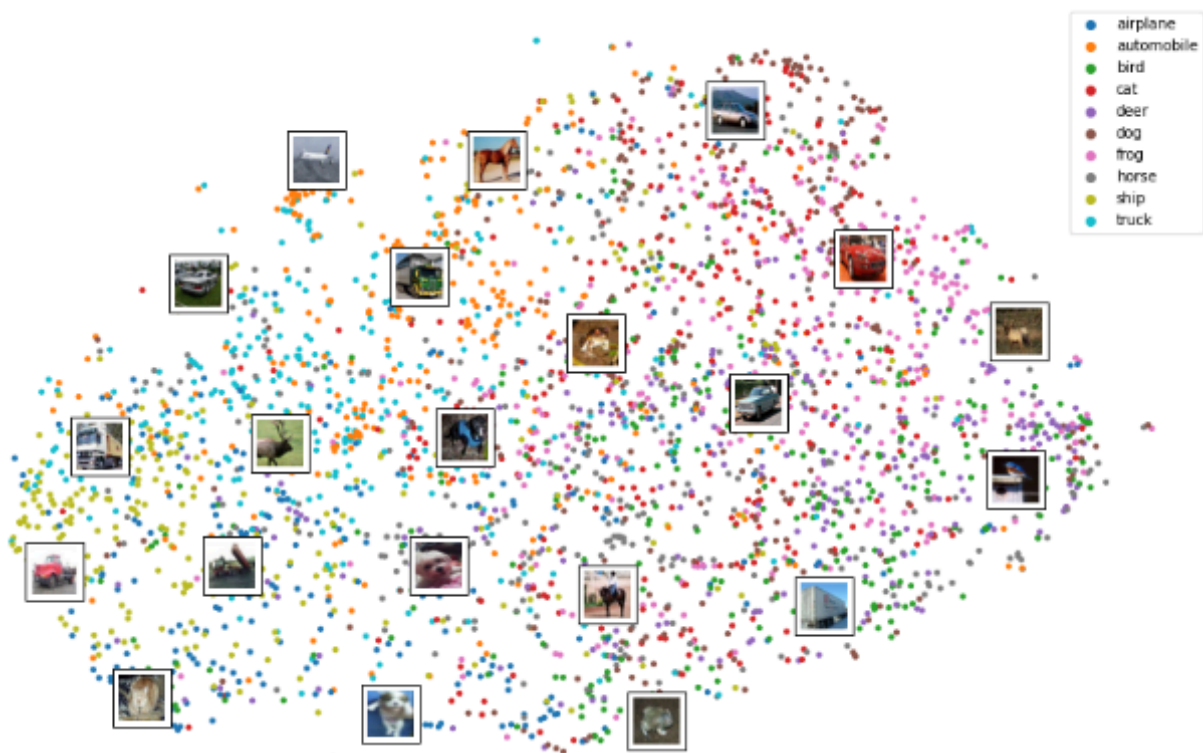 airplane
automobile
bird
cat
deer
dog
frog
horse
ship
truck